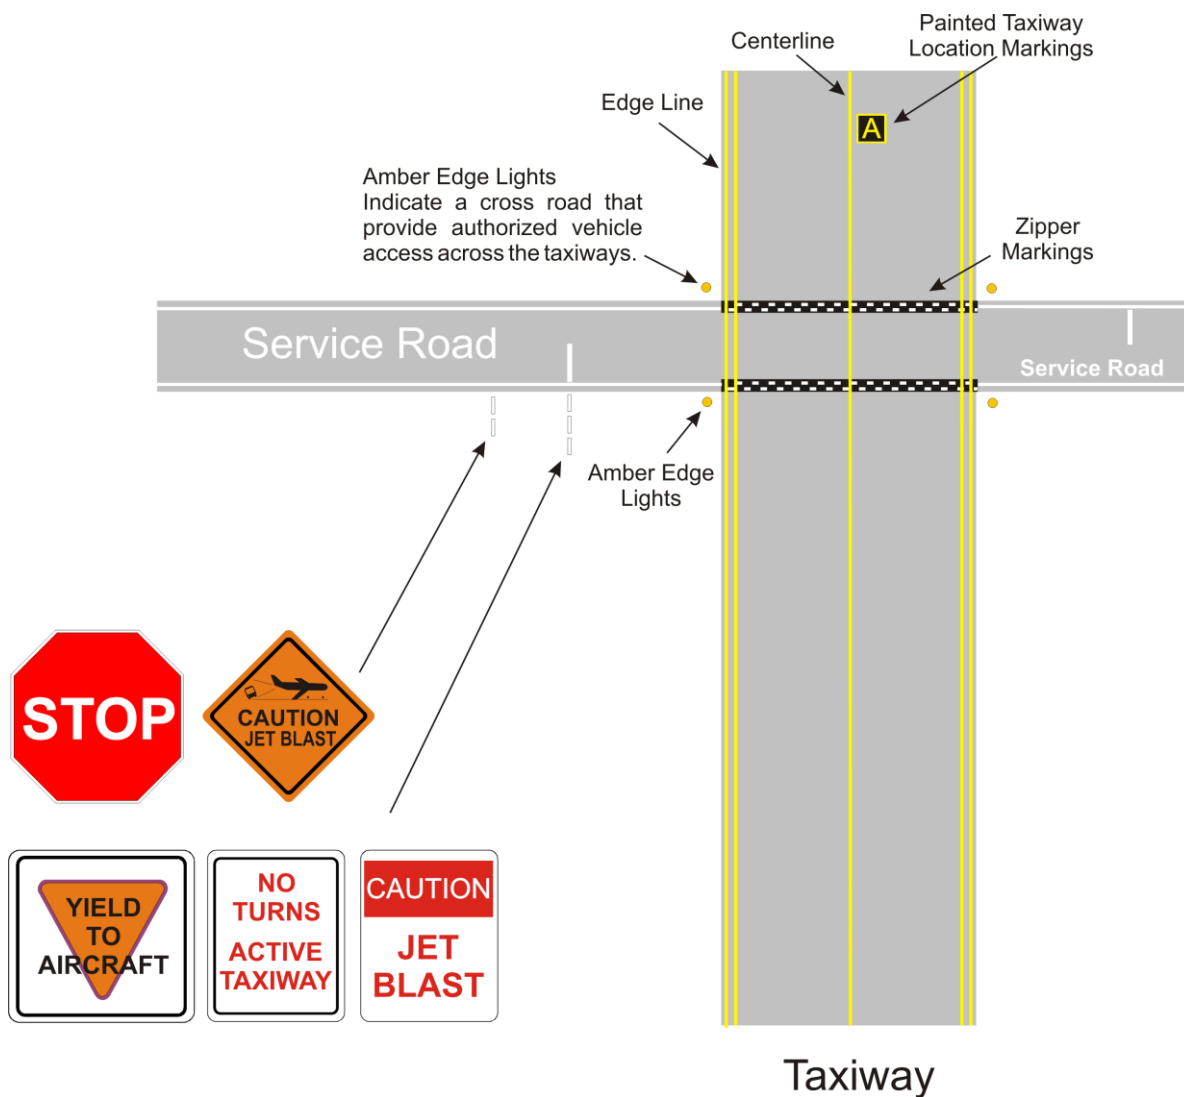 Painted Taxiway
Location Markings
Centerline
Edge Line
A
Amber Edge Lights
Indicate a cross road that
provide authorized vehicle
access across the taxiways.
Zipper
Markings
Service Road
Service Road
Amber Edge
Lights
STOP
CAUTION
JET BLAST
YIELD
TO
AIRCRAFT
NO
TURNS
ACTIVE
TAXIWAY
CAUTION
JET
BLAST
Taxiway